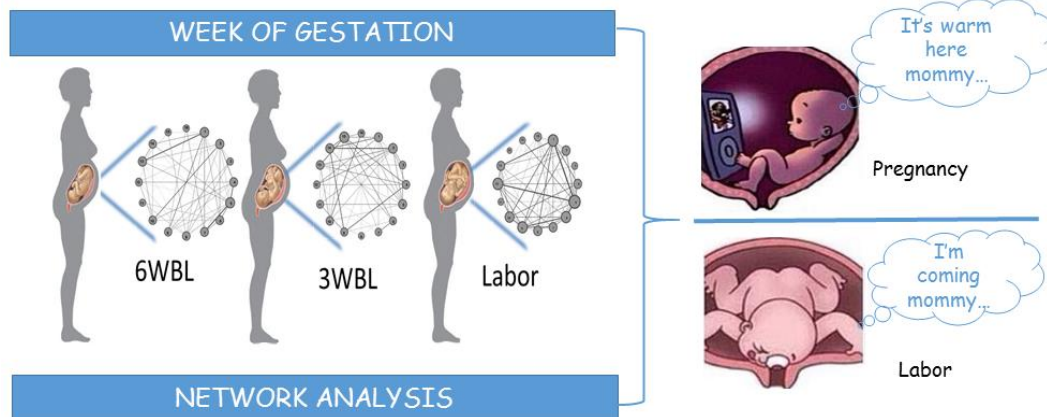 WEEK OF GESTATION
6WBL
3WBL
Labor
NETWORK ANALYSIS
It's warm
here
mommy...
Pregnancy
I'm
coming
mommy...
Labor